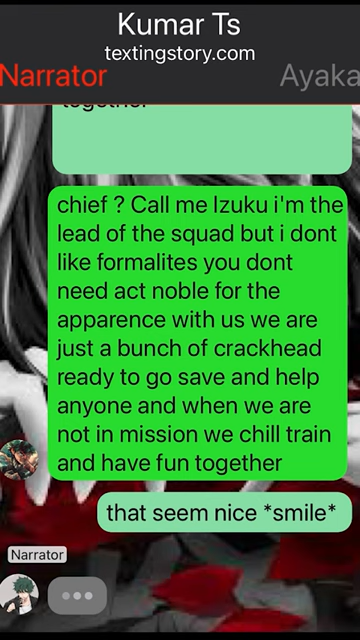 Kumar Ts
textingstory.com
Narrator
Ayaka
together
chief ? Call me Izuku i'm the
lead of the squad but i dont
like formalites you dont
need act noble for the
apparence with us we are
just a bunch of crackhead
ready to go save and help
anyone and when we are
not in mission we chill train
and have fun together
that seem nice *smile*
Narrator